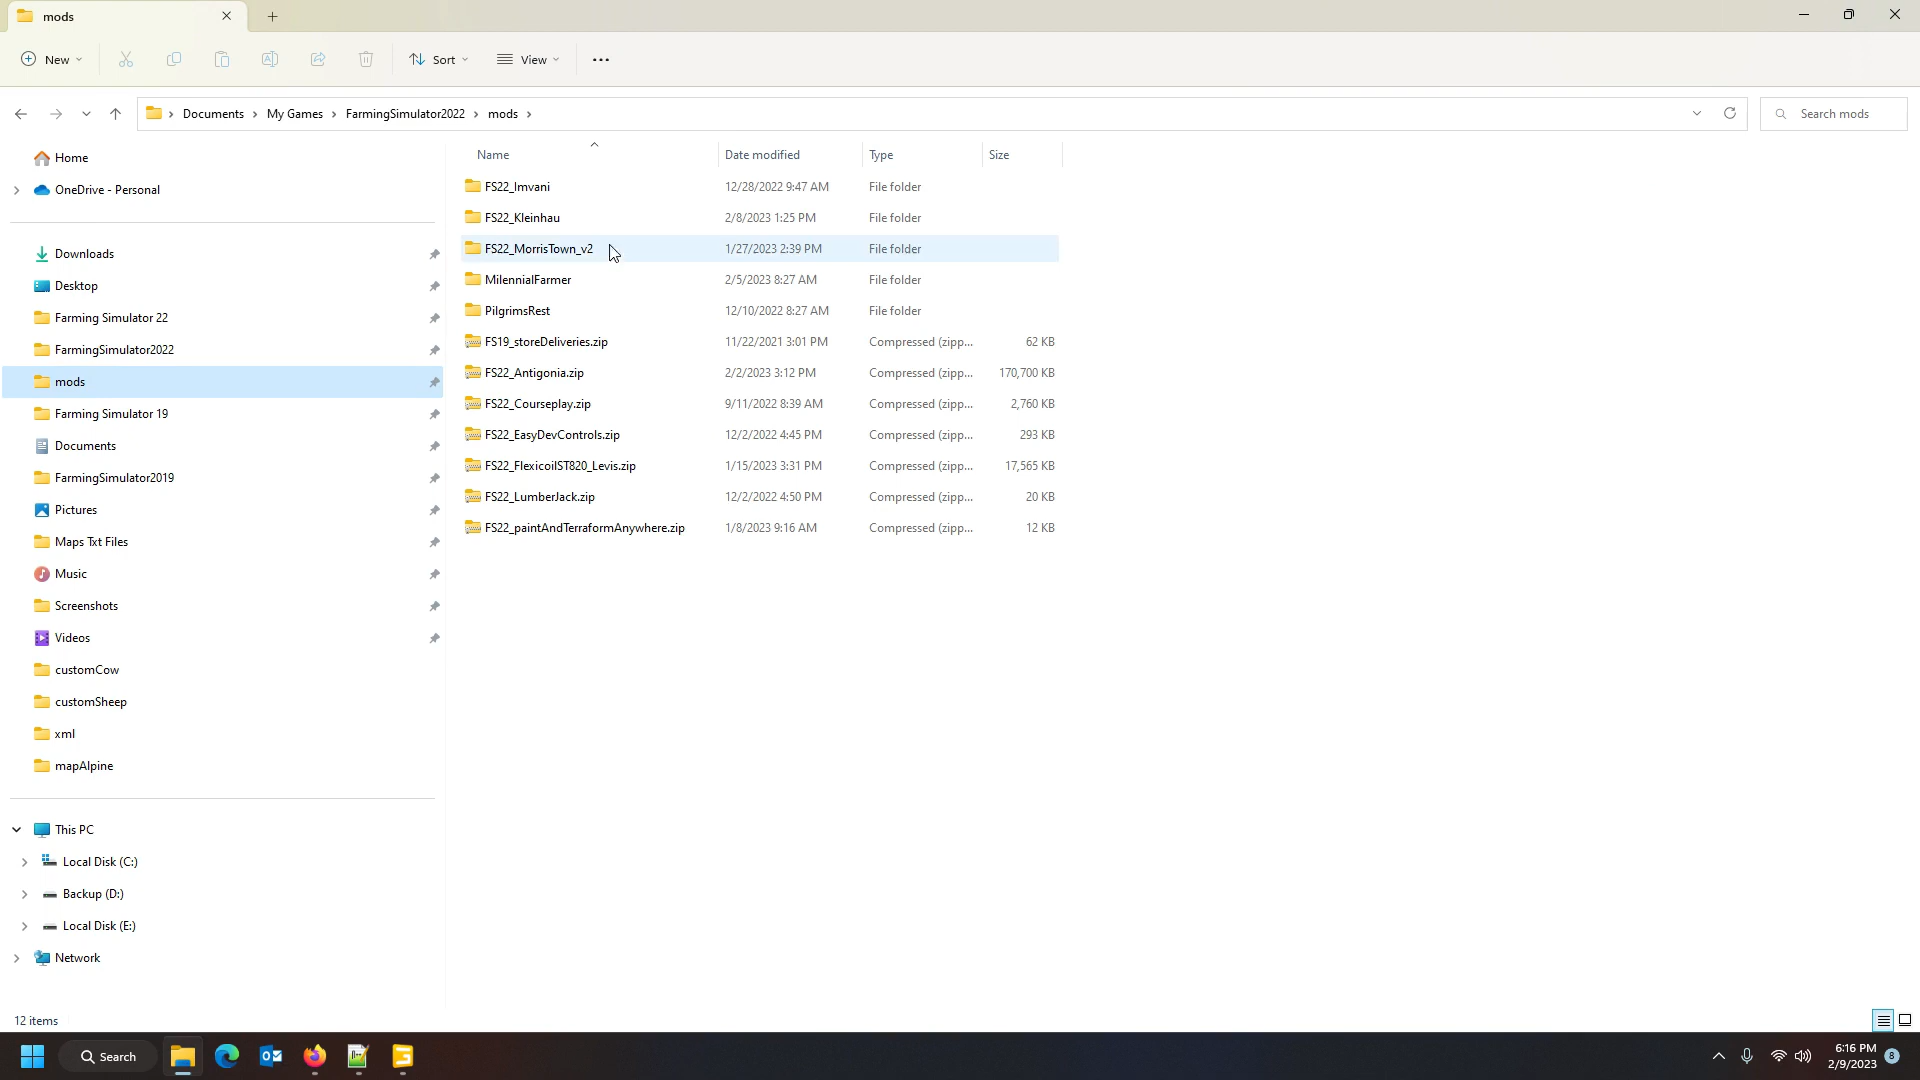 mods
New
Sort
View
Documents > My Games > FarmingSimulator2022 > mods >
Search mods
Home
OneDrive - Personal
Downloads
Desktop
Farming Simulator 22
FarmingSimulator2022
mods
Farming Simulator 19
Documents
FarmingSimulator2019
Pictures
Maps Txt Files
Music
Screenshots
Videos
customCow
customSheep
xml
mapAlpine
This PC
Local Disk (C:)
Backup (D:)
Local Disk (E:)
Network
Name Date modified Type Size
FS22_Imvani 12/28/2022 9:47 AM File folder
FS22_Kleinhau 2/8/2023 1:25 PM File folder
FS22_MorrisTown_v2 1/27/2023 2:39 PM File folder
MilennialFarmer 2/5/2023 8:27 AM File folder
PilgrimsRest 12/10/2022 8:27 AM File folder
FS19_storeDeliveries.zip 11/22/2021 3:01 PM Compressed (zipp... 62 KB
FS22_Antigonia.zip 2/2/2023 3:12 PM Compressed (zipp... 170,700 KB
FS22_Courseplay.zip 9/11/2022 8:39 AM Compressed (zipp... 2,760 KB
FS22_EasyDevControls.zip 12/2/2022 4:45 PM Compressed (zipp... 293 KB
FS22_FlexicoilST820_Levis.zip 1/15/2023 3:31 PM Compressed (zipp... 17,565 KB
FS22_LumberJack.zip 12/2/2022 4:50 PM Compressed (zipp... 20 KB
FS22_paintAndTerraformAnywhere.zip 1/8/2023 9:16 AM Compressed (zipp... 12 KB
12 items
Search
6:16 PM
2/9/2023
8